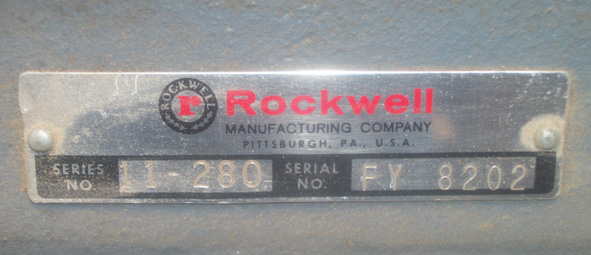 ROCKWELL
r
Rockwell
MANUFACTURING COMPANY
PITTSBURGH, PA., U.S.A.
SERIES NO 11-280 SERIAL NO. FY 8202